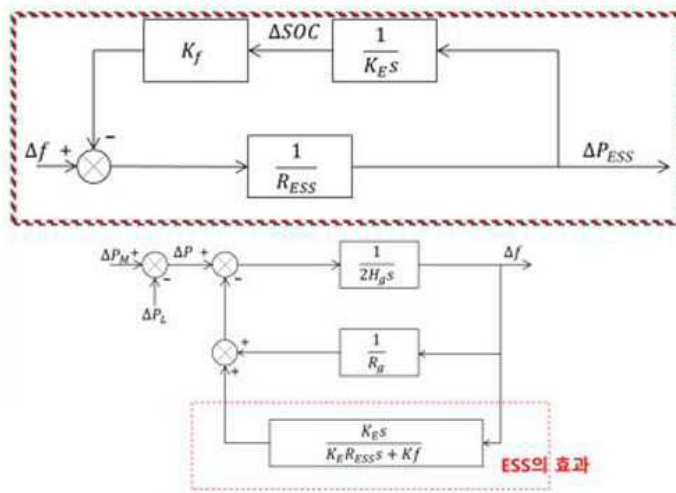 K_f
ΔSOC
1
K_E s
Δf + −
1
R_ESS
ΔP_ESS
ΔP_M + ΔP +
− −
ΔP_L
1
2H_g s
Δf
+
+
1
R_g
K_E s
K_E R_ESS s + Kf
ESS의 효과